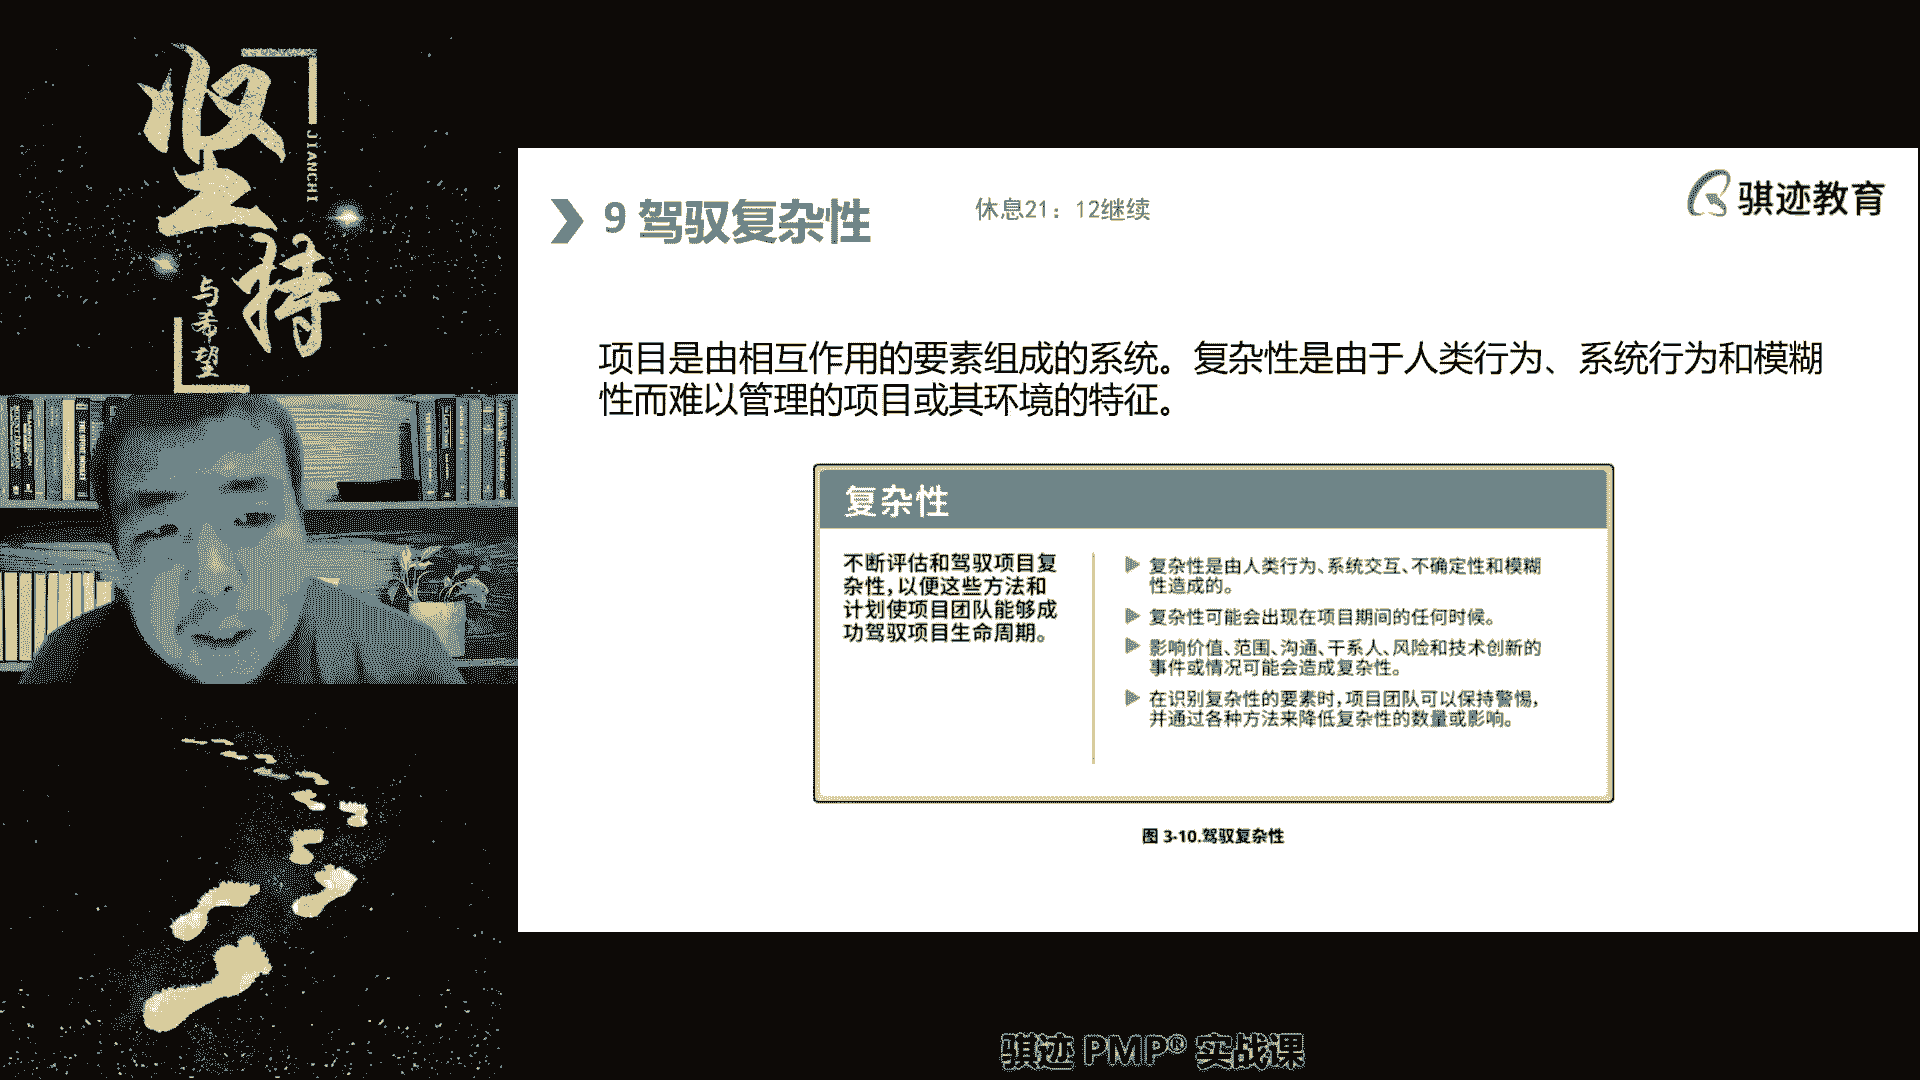 坚持
JIANCHI
与希望
9 驾驭复杂性
休息21：12继续
骐迹教育
项目是由相互作用的要素组成的系统。复杂性是由于人类行为、系统行为和模糊
性而难以管理的项目或其环境的特征。
复杂性
不断评估和驾驭项目复
杂性，以便这些方法和
计划使项目团队能够成
功驾驭项目生命周期。
复杂性是由人类行为、系统交互、不确定性和模糊
性造成的。
复杂性可能会出现在项目期间的任何时候。
影响价值、范围、沟通、干系人、风险和技术创新的
事件或情况可能会造成复杂性。
在识别复杂性的要素时，项目团队可以保持警惕，
并通过各种方法来降低复杂性的数量或影响。
图 3-10.驾驭复杂性
骐迹 PMP® 实战课